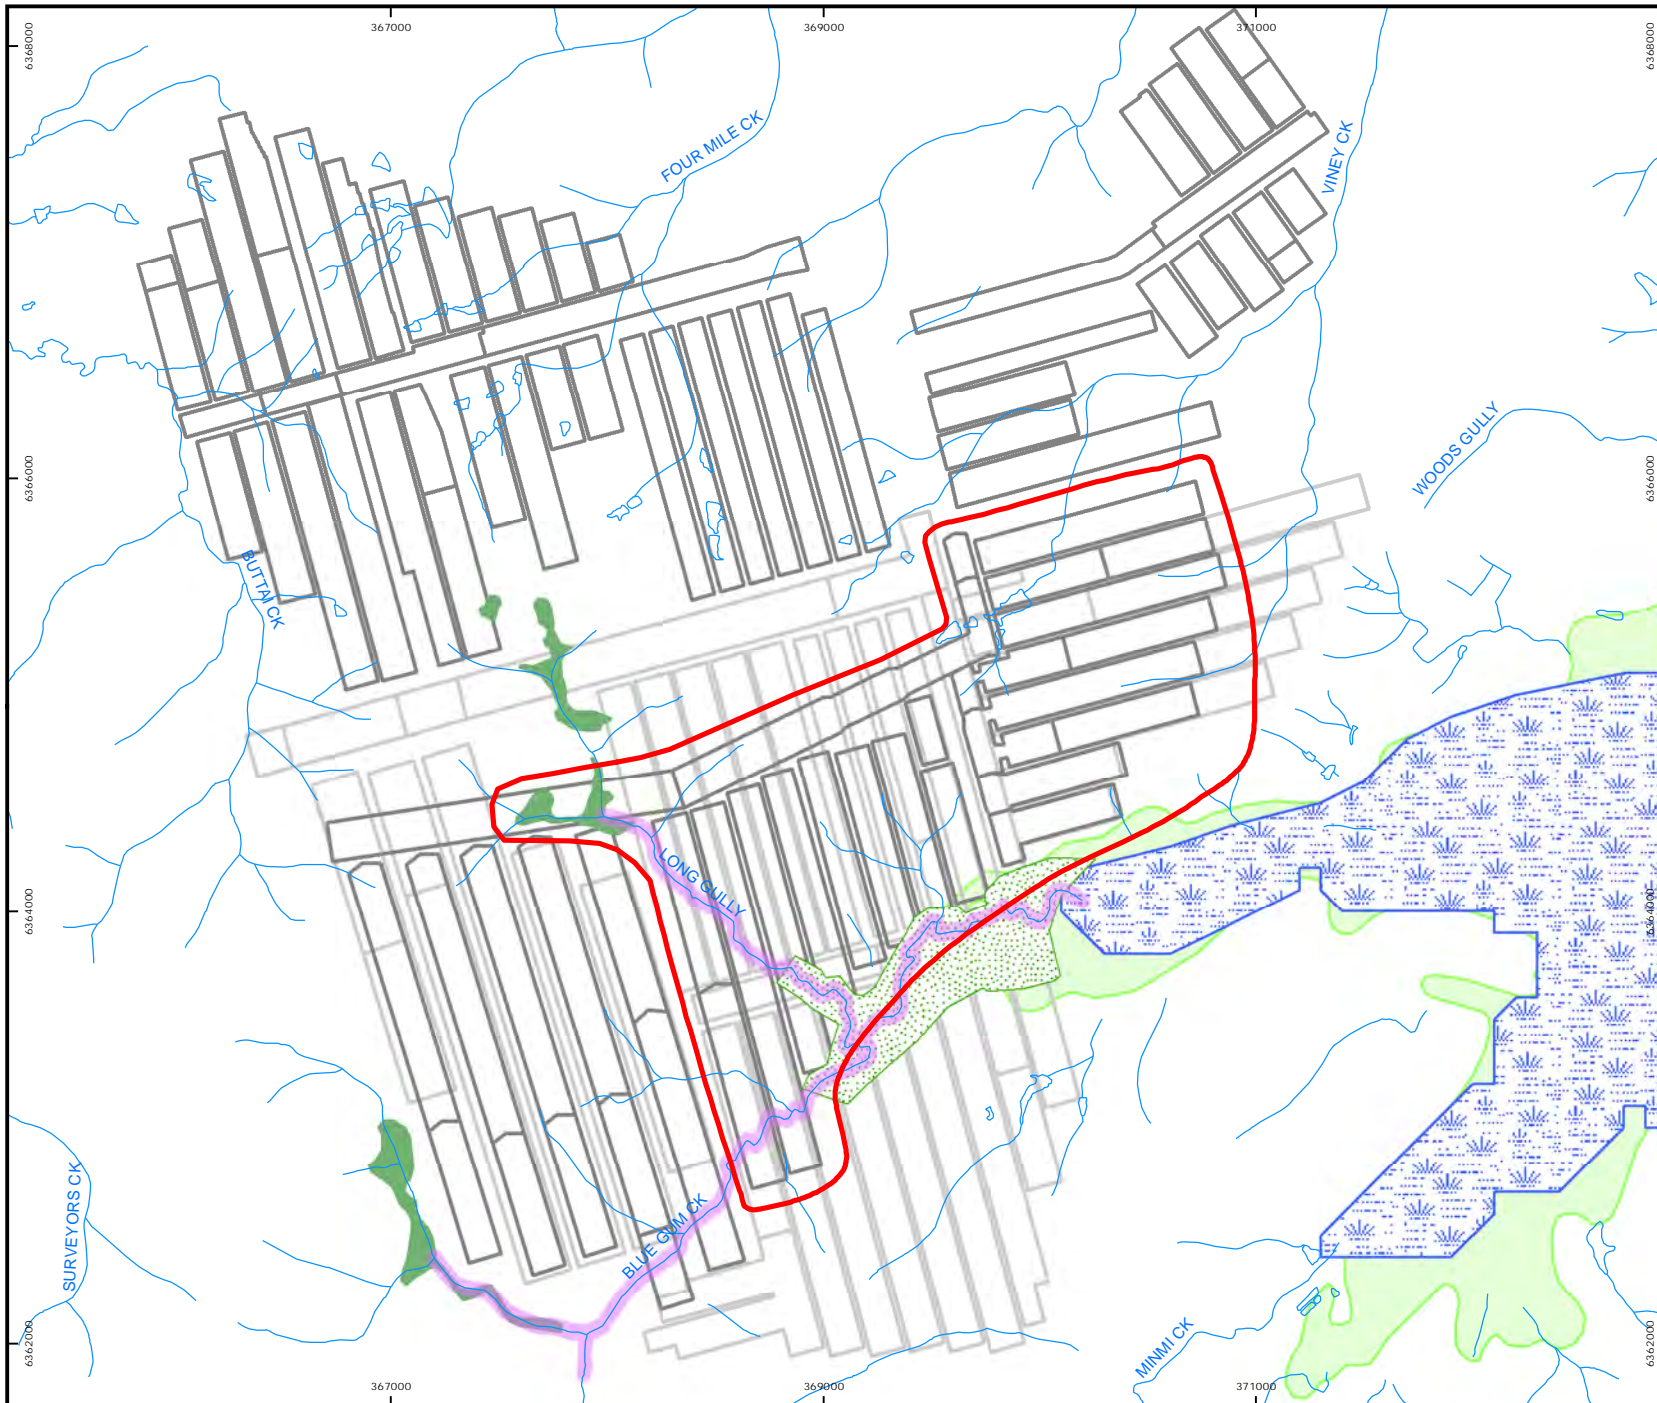 367000
369000
371000
6368000
6368000
FOUR MILE CK
VINEY CK
WOODS GULLY
6366000
6366000
BUTTAI CK
LONG GULLY
6364000
6364000
SURVEYORS CK
BLUE GUM CK
MINMI CK
6362000
6362000
367000
369000
371000